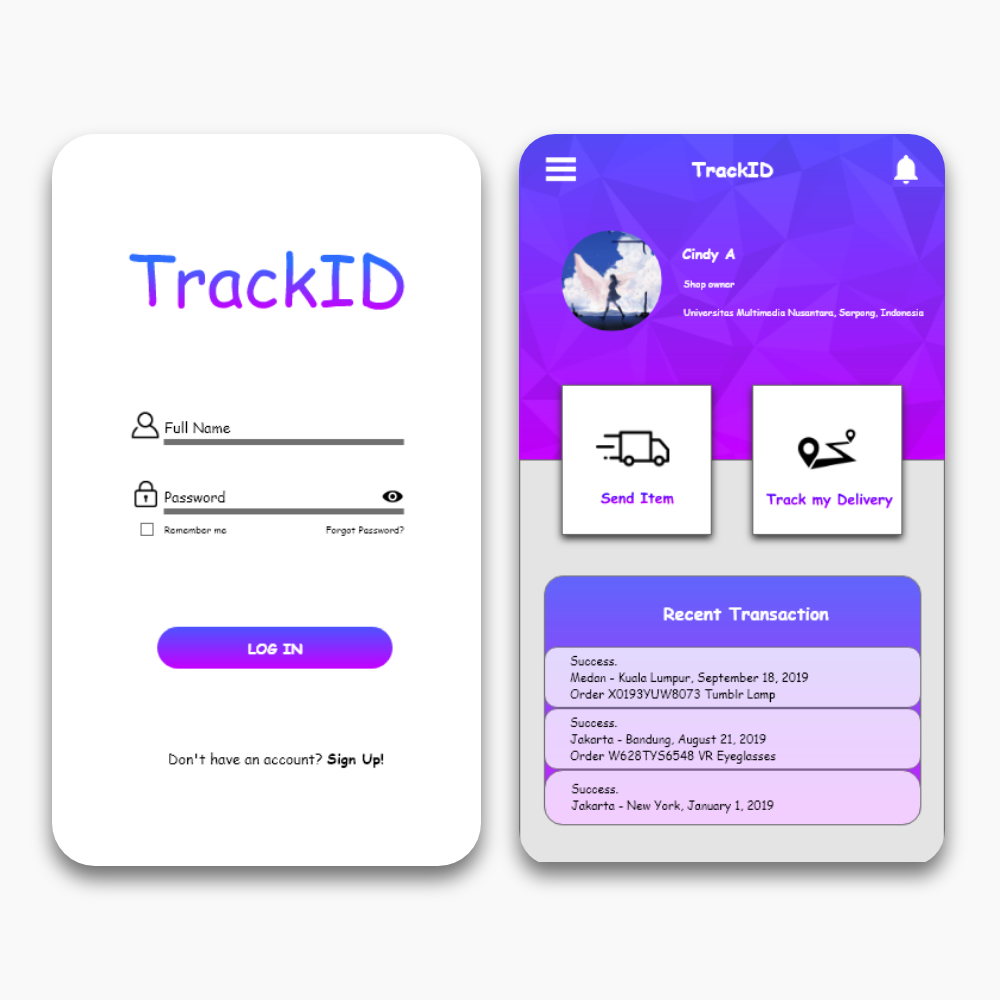 TrackID
Full Name
Password
Remember me
Forgot Password?
LOG IN
Don't have an account? Sign Up!
TrackID
Cindy A
Shop owner
Universitas Multimedia Nusantara, Serpong, Indonesia
Send Item
Track my Delivery
Recent Transaction
Success.
Medan - Kuala Lumpur, September 18, 2019
Order X0193YUW8073 Tumblr Lamp
Success.
Jakarta - Bandung, August 21, 2019
Order W628TYS6548 VR Eyeglasses
Success.
Jakarta - New York, January 1, 2019